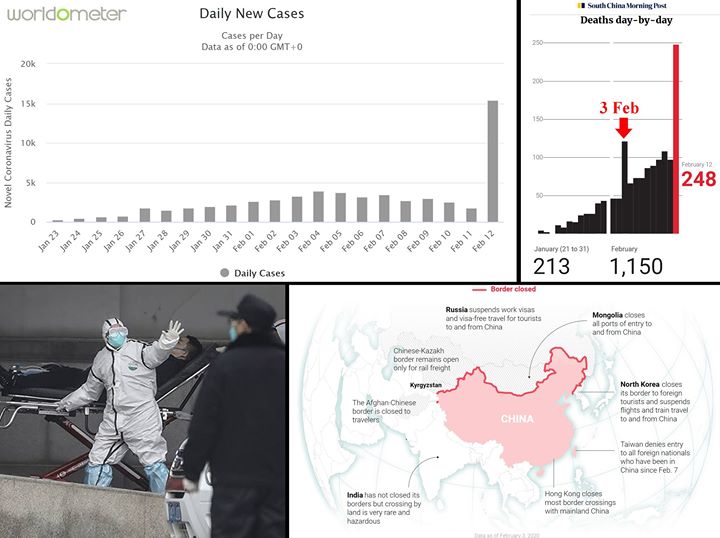 worldometer
Daily New Cases
Cases per Day
Data as of 0:00 GMT+0
Novel Coronavirus Daily Cases
20k
15k
10k
5k
0
Jan 23
Jan 24
Jan 25
Jan 26
Jan 27
Jan 28
Jan 29
Jan 30
Jan 31
Feb 01
Feb 02
Feb 03
Feb 04
Feb 05
Feb 06
Feb 07
Feb 08
Feb 09
Feb 10
Feb 11
Feb 12
Daily Cases
South China Morning Post
Deaths day-by-day
250
200
150
100
50
3 Feb
February 12
248
January (21 to 31)
213
February
1,150
Border closed
Russia suspends work visas
and visa-free travel for tourists
to and from China
Mongolia closes
all ports of entry to
and from China
Chinese-Kazakh
border remains open
only for rail freight
Kyrgyzstan
The Afghan-Chinese
border is closed to
travelers
CHINA
North Korea closes
its border to foreign
tourists and suspends
flights and train travel
to and from China
Taiwan denies entry
to all foreign nationals
who have been in
China since Feb. 7
India has not closed its
borders but crossing by
land is very rare and
hazardous
Hong Kong closes
most border crossings
with mainland China
Data as of February 3, 2020